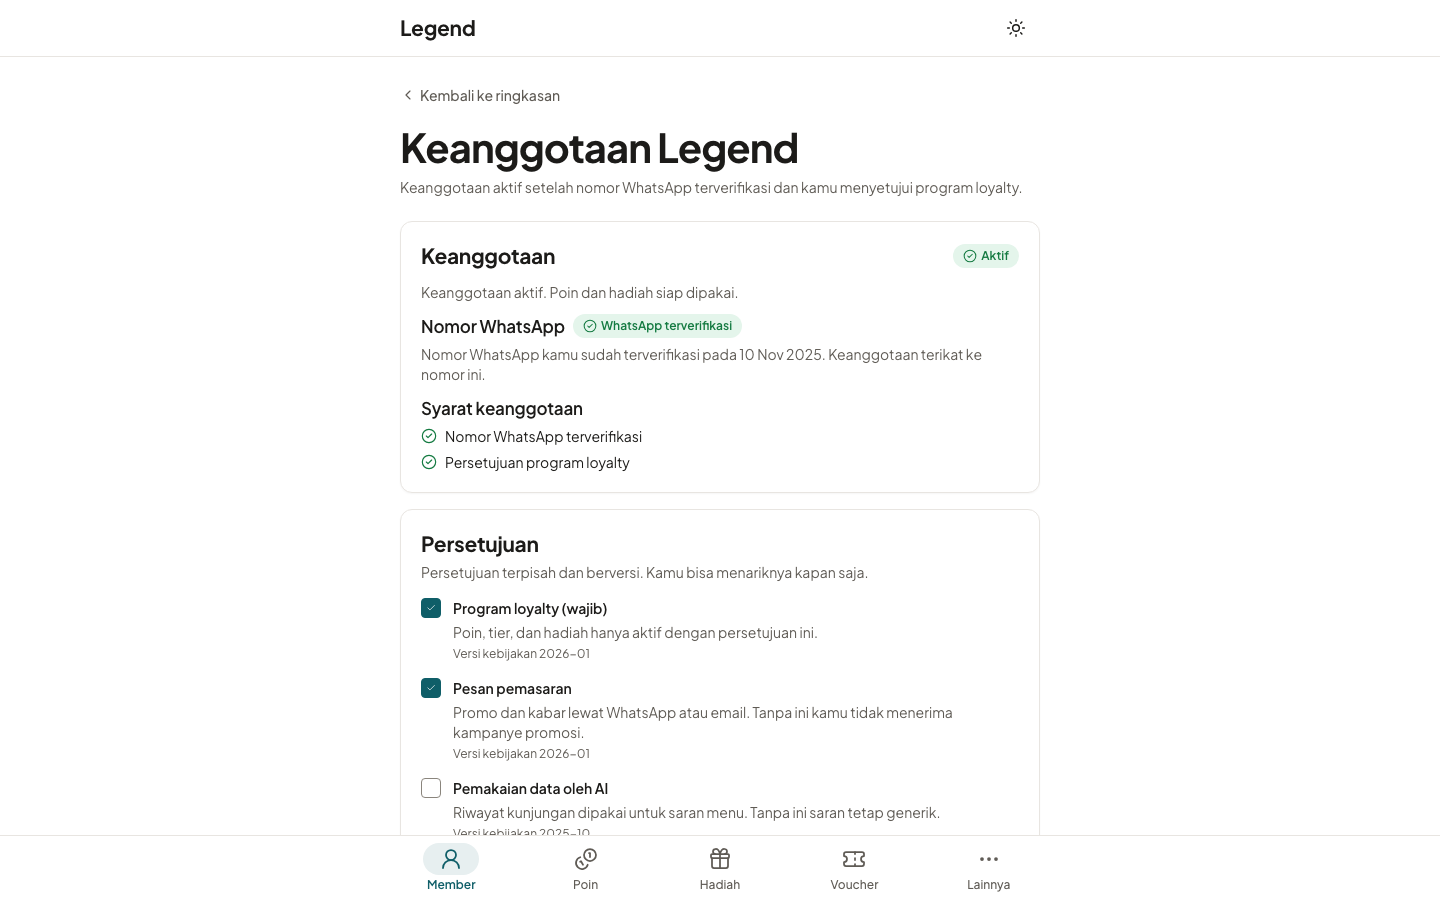 Legend
Kembali ke ringkasan
Keanggotaan Legend
Keanggotaan aktif setelah nomor WhatsApp terverifikasi dan kamu menyetujui program loyalty.
Keanggotaan
Aktif
Keanggotaan aktif. Poin dan hadiah siap dipakai.
Nomor WhatsApp
WhatsApp terverifikasi
Nomor WhatsApp kamu sudah terverifikasi pada 10 Nov 2025. Keanggotaan terikat ke
nomor ini.
Syarat keanggotaan
Nomor WhatsApp terverifikasi
Persetujuan program loyalty
Persetujuan
Persetujuan terpisah dan berversi. Kamu bisa menariknya kapan saja.
Program loyalty (wajib)
Poin, tier, dan hadiah hanya aktif dengan persetujuan ini.
Versi kebijakan 2026-01
Pesan pemasaran
Promo dan kabar lewat WhatsApp atau email. Tanpa ini kamu tidak menerima
kampanye promosi.
Versi kebijakan 2026-01
Pemakaian data oleh AI
Riwayat kunjungan dipakai untuk saran menu. Tanpa ini saran tetap generik.
Versi kebijakan 2025-10
Member
Poin
Hadiah
Voucher
Lainnya